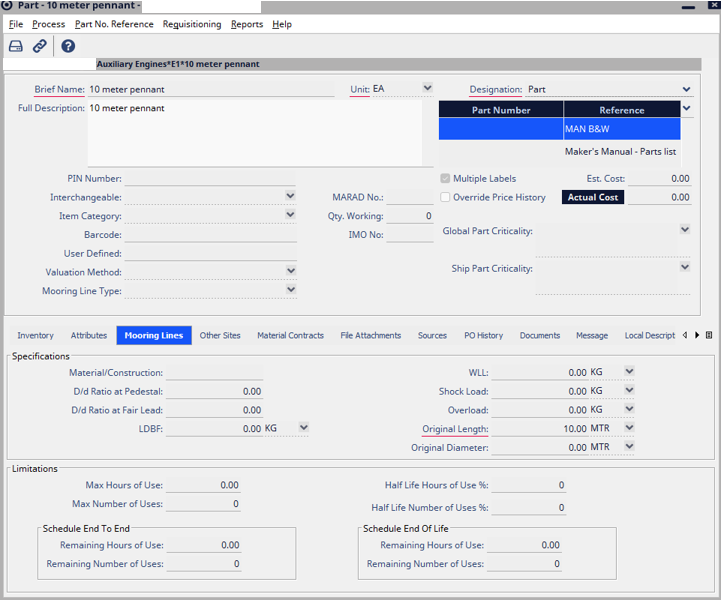 Part - 10 meter pennant -
File Process Part No. Reference Requisitioning Reports Help
Auxiliary Engines*E1*10 meter pennant
Brief Name: 10 meter pennant Unit: EA Designation: Part
Full Description: 10 meter pennant
Part Number Reference
MAN B&W
Maker's Manual - Parts list
PIN Number: Multiple Labels Est. Cost: 0.00
Interchangeable: MARAD No.: Override Price History Actual Cost 0.00
Item Category: Qty. Working: 0
Barcode: IMO No: Global Part Criticality:
User Defined:
Valuation Method: Ship Part Criticality:
Mooring Line Type:
Inventory Attributes Mooring Lines Other Sites Material Contracts File Attachments Sources PO History Documents Message Local Descript
Specifications
Material/Construction: WLL: 0.00 KG
D/d Ratio at Pedestal: 0.00 Shock Load: 0.00 KG
D/d Ratio at Fair Lead: 0.00 Overload: 0.00 KG
LDBF: 0.00 KG Original Length: 10.00 MTR
Original Diameter: 0.00 MTR
Limitations
Max Hours of Use: 0.00 Half Life Hours of Use %: 0
Max Number of Uses: 0 Half Life Number of Uses %: 0
Schedule End To End Schedule End Of Life
Remaining Hours of Use: 0.00 Remaining Hours of Use: 0.00
Remaining Number of Uses: 0 Remaining Number of Uses: 0